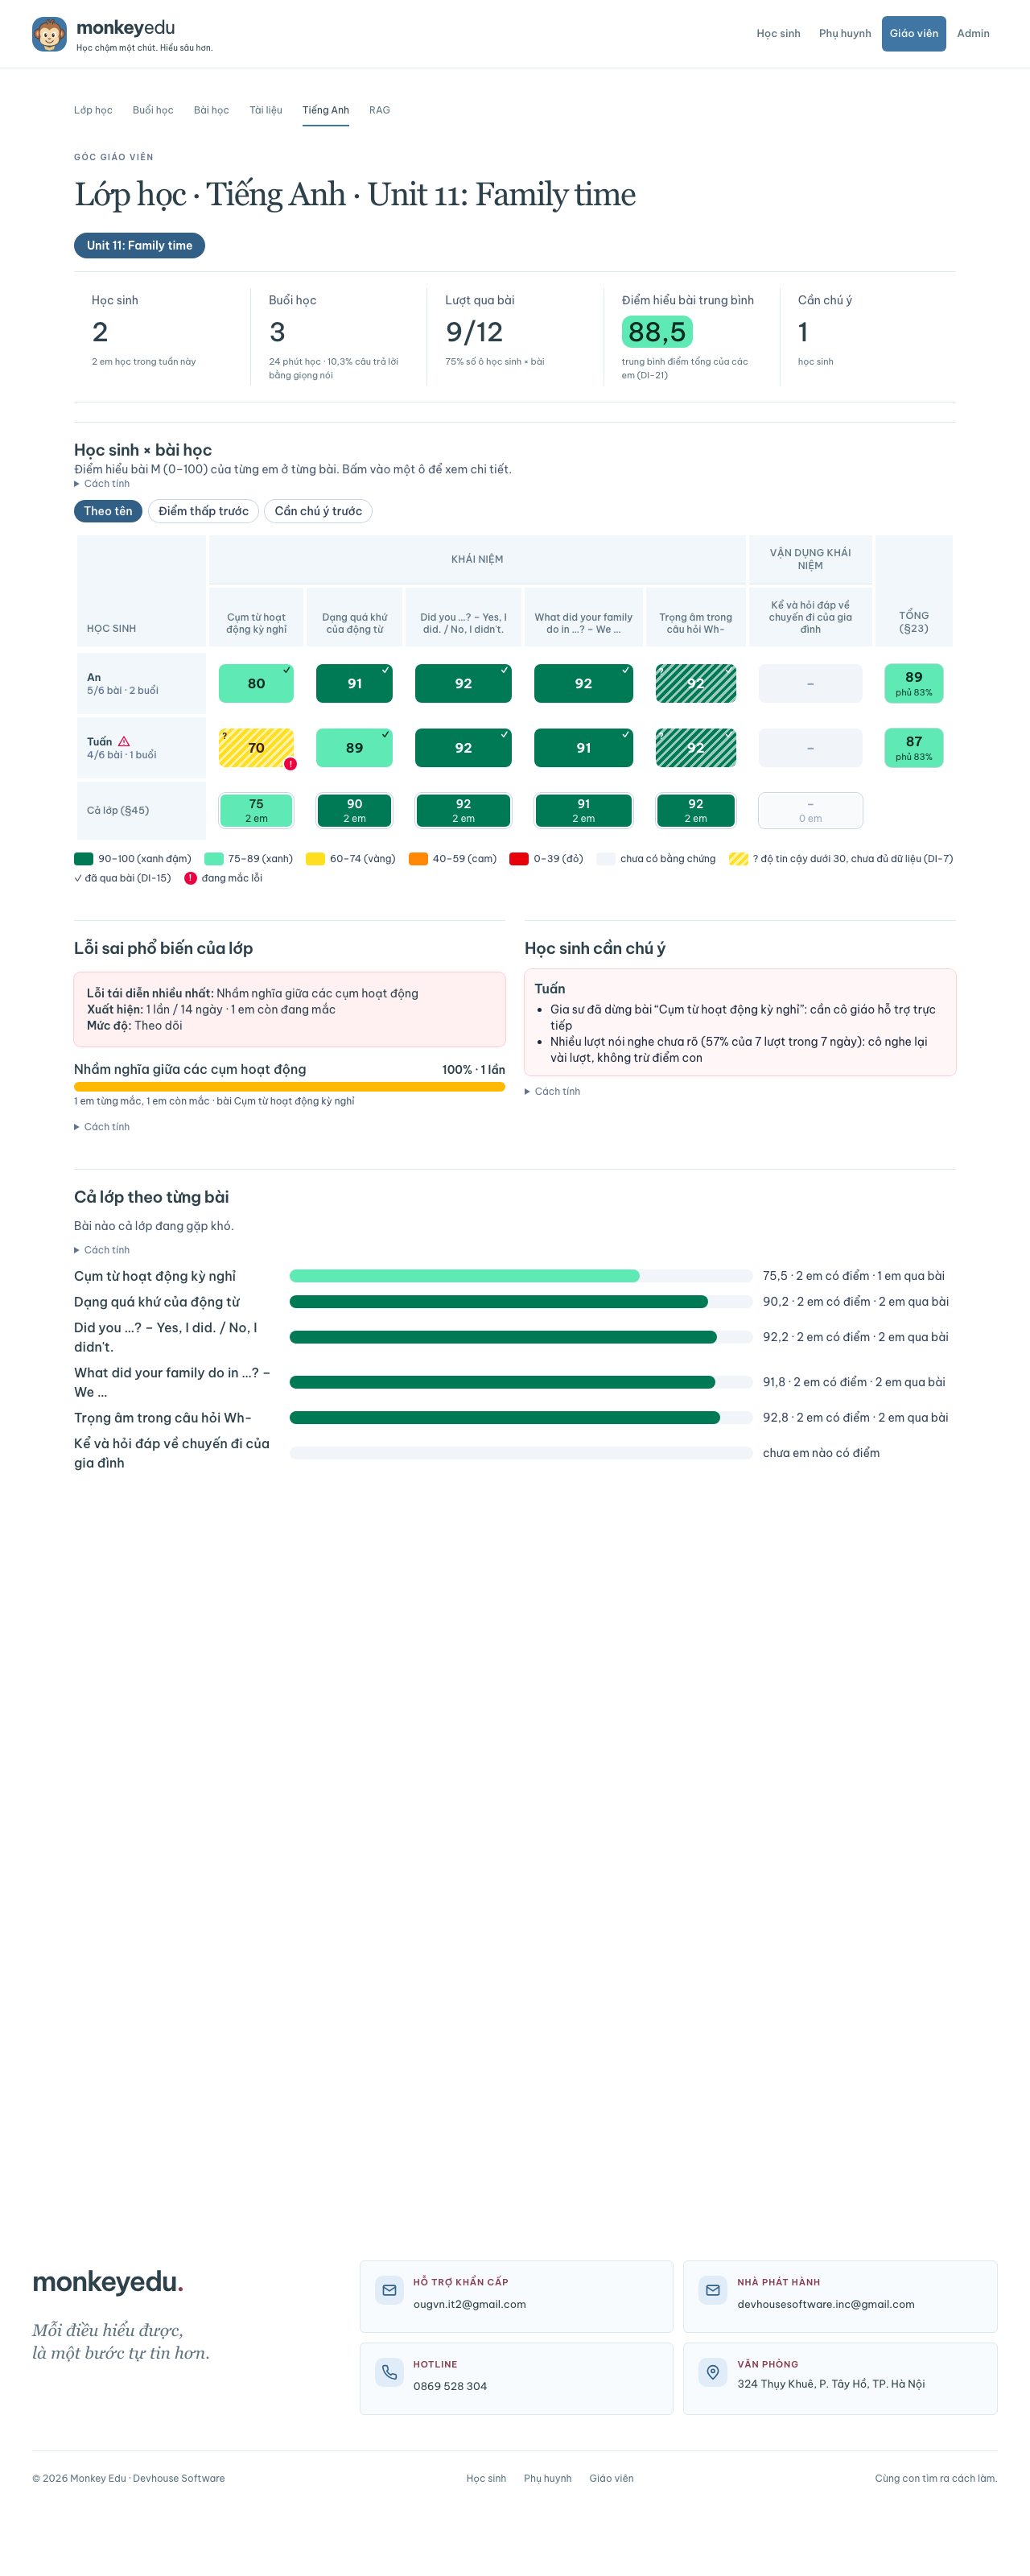 monkeyedu
Học chậm một chút. Hiểu sâu hơn.
Học sinh
Phụ huynh
Giáo viên
Admin
Lớp học
Buổi học
Bài học
Tài liệu
Tiếng Anh
RAG
GÓC GIÁO VIÊN
Lớp học · Tiếng Anh · Unit 11: Family time
Unit 11: Family time
Học sinh
2
2 em học trong tuần này
Buổi học
3
24 phút học · 10,3% câu trả lời
bằng giọng nói
Lượt qua bài
9/12
75% số ô học sinh × bài
Điểm hiểu bài trung bình
88,5
trung bình điểm tổng của các
em (DI-21)
Cần chú ý
1
học sinh
Học sinh × bài học
Điểm hiểu bài M (0–100) của từng em ở từng bài. Bấm vào một ô để xem chi tiết.
▶ Cách tính
Theo tên
Điểm thấp trước
Cần chú ý trước
HỌC SINH
KHÁI NIỆM
VẬN DỤNG KHÁI
NIỆM
TỔNG
(§23)
Cụm từ hoạt
động kỳ nghỉ
Dạng quá khứ
của động từ
Did you ...? – Yes, I
did. / No, I didn't.
What did your family
do in ...? – We ...
Trọng âm trong
câu hỏi Wh-
Kể và hỏi đáp về
chuyến đi của gia
đình
An
5/6 bài · 2 buổi
80 ✓
91 ✓
92 ✓
92 ✓
? 92 ✓
–
89
phủ 83%
Tuấn
4/6 bài · 1 buổi
? 70 !
89 ✓
92 ✓
91 ✓
? 92 ✓
–
87
phủ 83%
Cả lớp (§45)
75
2 em
90
2 em
92
2 em
91
2 em
92
2 em
–
0 em
90–100 (xanh đậm)
75–89 (xanh)
60–74 (vàng)
40–59 (cam)
0–39 (đỏ)
chưa có bằng chứng
? độ tin cậy dưới 30, chưa đủ dữ liệu (DI-7)
✓ đã qua bài (DI-15)
! đang mắc lỗi
Lỗi sai phổ biến của lớp
Lỗi tái diễn nhiều nhất: Nhầm nghĩa giữa các cụm hoạt động
Xuất hiện: 1 lần / 14 ngày · 1 em còn đang mắc
Mức độ: Theo dõi
Nhầm nghĩa giữa các cụm hoạt động
100% · 1 lần
1 em từng mắc, 1 em còn mắc · bài Cụm từ hoạt động kỳ nghỉ
▶ Cách tính
Học sinh cần chú ý
Tuấn
• Gia sư đã dừng bài “Cụm từ hoạt động kỳ nghỉ”: cần cô giáo hỗ trợ trực
tiếp
• Nhiều lượt nói nghe chưa rõ (57% của 7 lượt trong 7 ngày): cô nghe lại
vài lượt, không trừ điểm con
▶ Cách tính
Cả lớp theo từng bài
Bài nào cả lớp đang gặp khó.
▶ Cách tính
Cụm từ hoạt động kỳ nghỉ
75,5 · 2 em có điểm · 1 em qua bài
Dạng quá khứ của động từ
90,2 · 2 em có điểm · 2 em qua bài
Did you ...? – Yes, I did. / No, I
didn't.
92,2 · 2 em có điểm · 2 em qua bài
What did your family do in ...? –
We ...
91,8 · 2 em có điểm · 2 em qua bài
Trọng âm trong câu hỏi Wh-
92,8 · 2 em có điểm · 2 em qua bài
Kể và hỏi đáp về chuyến đi của
gia đình
chưa em nào có điểm
monkeyedu.
Mỗi điều hiểu được,
là một bước tự tin hơn.
HỖ TRỢ KHẨN CẤP
ougvn.it2@gmail.com
NHÀ PHÁT HÀNH
devhousesoftware.inc@gmail.com
HOTLINE
0869 528 304
VĂN PHÒNG
324 Thụy Khuê, P. Tây Hồ, TP. Hà Nội
© 2026 Monkey Edu · Devhouse Software
Học sinh
Phụ huynh
Giáo viên
Cùng con tìm ra cách làm.